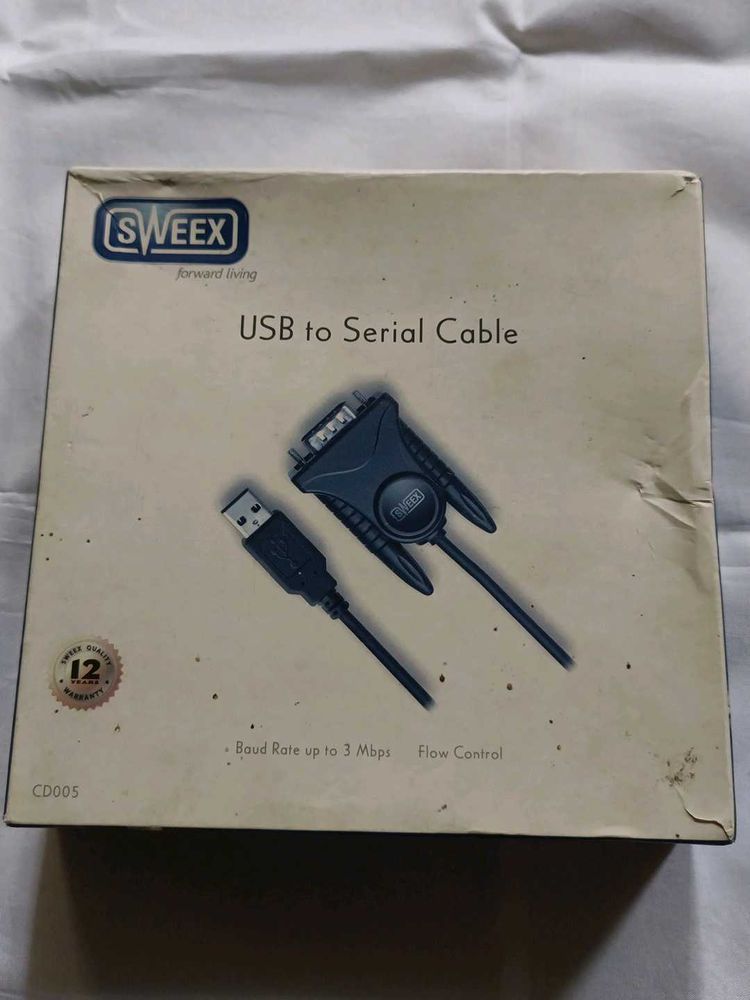 SWEEX
forward living
USB to Serial Cable
SWEEX
SWEEX QUALITY
12
YEARS
WARRANTY
Baud Rate up to 3 Mbps Flow Control
CD005